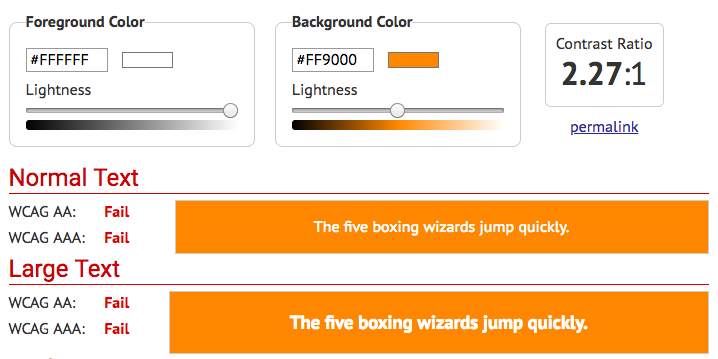 Foreground Color
#FFFFFF
Lightness
Background Color
#FF9000
Lightness
Contrast Ratio
2.27:1
permalink
Normal Text
WCAG AA: Fail
WCAG AAA: Fail
The five boxing wizards jump quickly.
Large Text
WCAG AA: Fail
WCAG AAA: Fail
The five boxing wizards jump quickly.